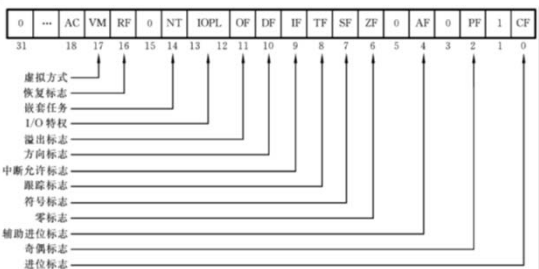 0 ··· AC VM RF 0 NT IOPL OF DF IF TF SF ZF 0 AF 0 PF 1 CF
31 18 17 16 15 14 13 12 11 10 9 8 7 6 5 4 3 2 1 0
虚拟方式
恢复标志
嵌套任务
I/O特权
溢出标志
方向标志
中断允许标志
跟踪标志
符号标志
零标志
辅助进位标志
奇偶标志
进位标志